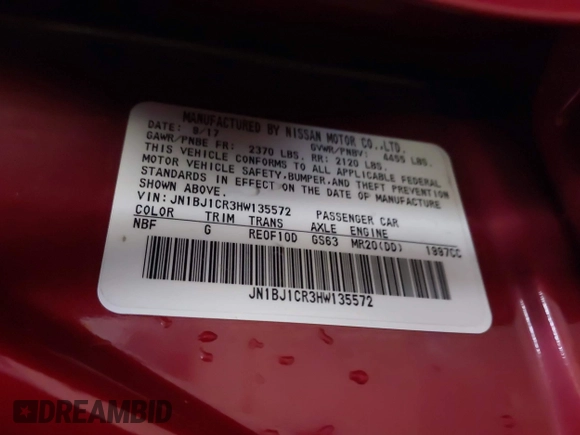 MANUFACTURED BY NISSAN MOTOR CO.,LTD.
DATE: 9/17 GVWR/PNBV: 4455 LBS.
GAWR/PNBE FR: 2370 LBS. RR: 2120 LBS.
THIS VEHICLE CONFORMS TO ALL APPLICABLE FEDERAL
MOTOR VEHICLE SAFETY,BUMPER,AND THEFT PREVENTION
STANDARDS IN EFFECT ON THE DATE OF MANUFACTURE
SHOWN ABOVE.
VIN: JN1BJ1CR3HW135572 PASSENGER CAR
COLOR TRIM TRANS AXLE ENGINE
NBF G RE0F10D GS63 MR20(DD) 1997CC
JN1BJ1CR3HW135572
DREAMBID